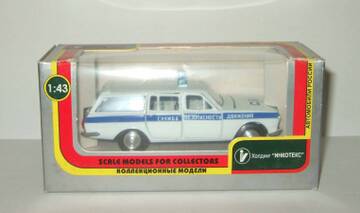 1:43
СЛУЖБА БЕЗОПАСНОСТИ ДВИЖЕНИЯ
АВТОМОБИЛИ РОССИИ
SCALE MODELS FOR COLLECTORS
КОЛЛЕКЦИОННЫЕ МОДЕЛИ
Холдинг "ИНКОТЕКС"